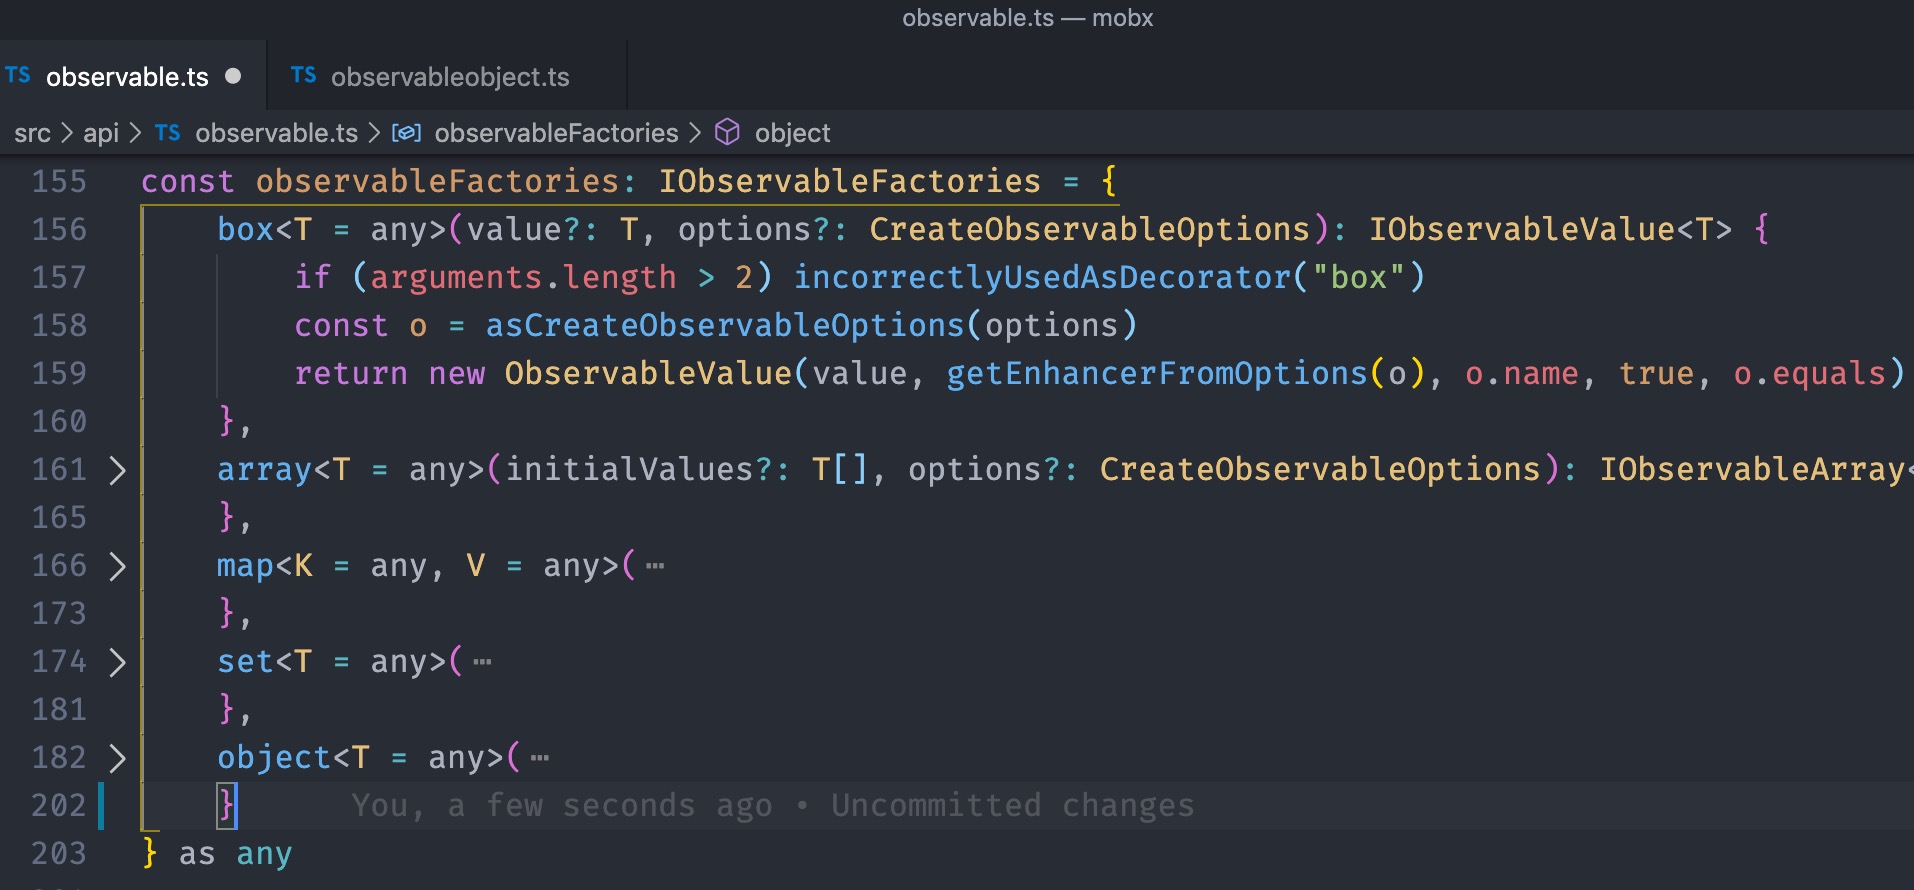 observable.ts — mobx
TS observable.ts ● TS observableobject.ts
src > api > TS observable.ts > observableFactories > object
155 const observableFactories: IObservableFactories = {
156 box<T = any>(value?: T, options?: CreateObservableOptions): IObservableValue<T> {
157 if (arguments.length > 2) incorrectlyUsedAsDecorator("box")
158 const o = asCreateObservableOptions(options)
159 return new ObservableValue(value, getEnhancerFromOptions(o), o.name, true, o.equals)
160 },
161 > array<T = any>(initialValues?: T[], options?: CreateObservableOptions): IObservableArray<
165 },
166 > map<K = any, V = any>( ⋯
173 },
174 > set<T = any>( ⋯
181 },
182 > object<T = any>( ⋯
202 } You, a few seconds ago • Uncommitted changes
203 } as any